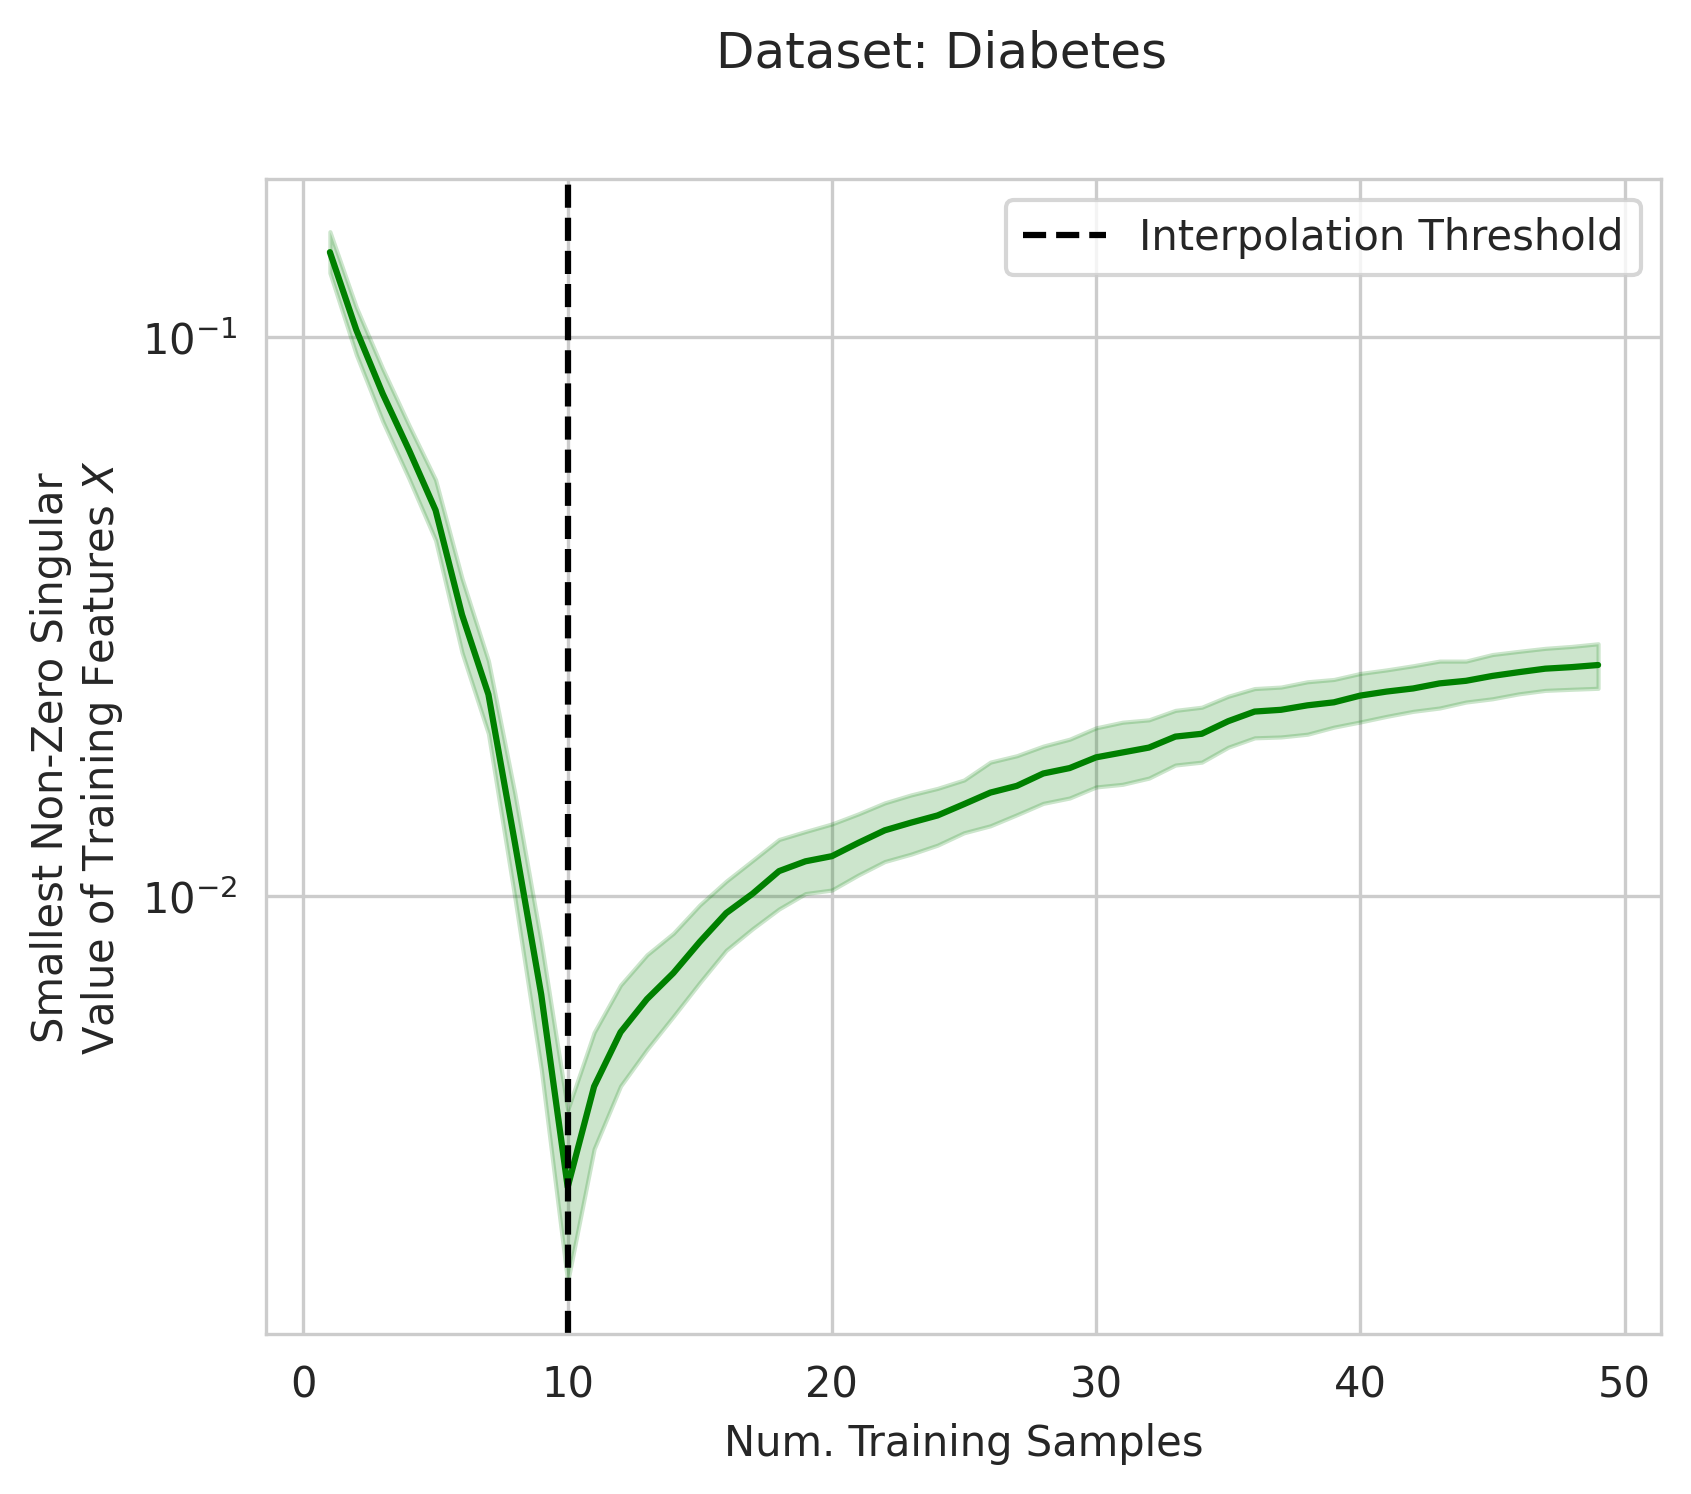 Dataset: Diabetes
Interpolation Threshold
10⁻¹
10⁻²
Smallest Non-Zero Singular
Value of Training Features X
0 10 20 30 40 50
Num. Training Samples